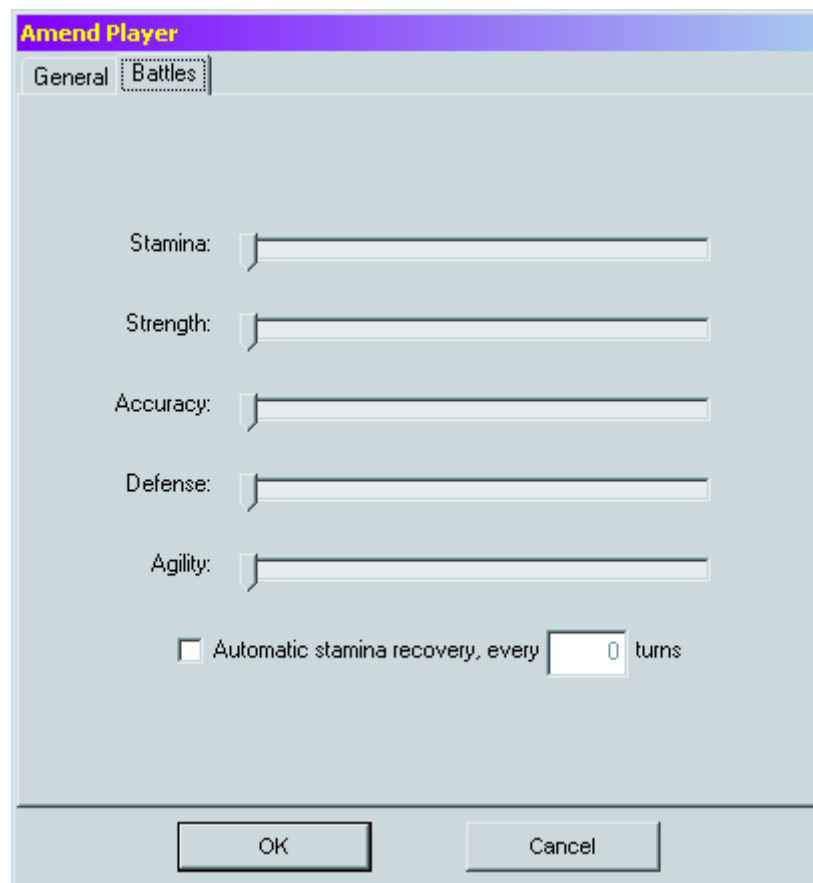 Amend Player
General Battles
Stamina:
Strength:
Accuracy:
Defense:
Agility:
Automatic stamina recovery, every 0 turns
OK Cancel